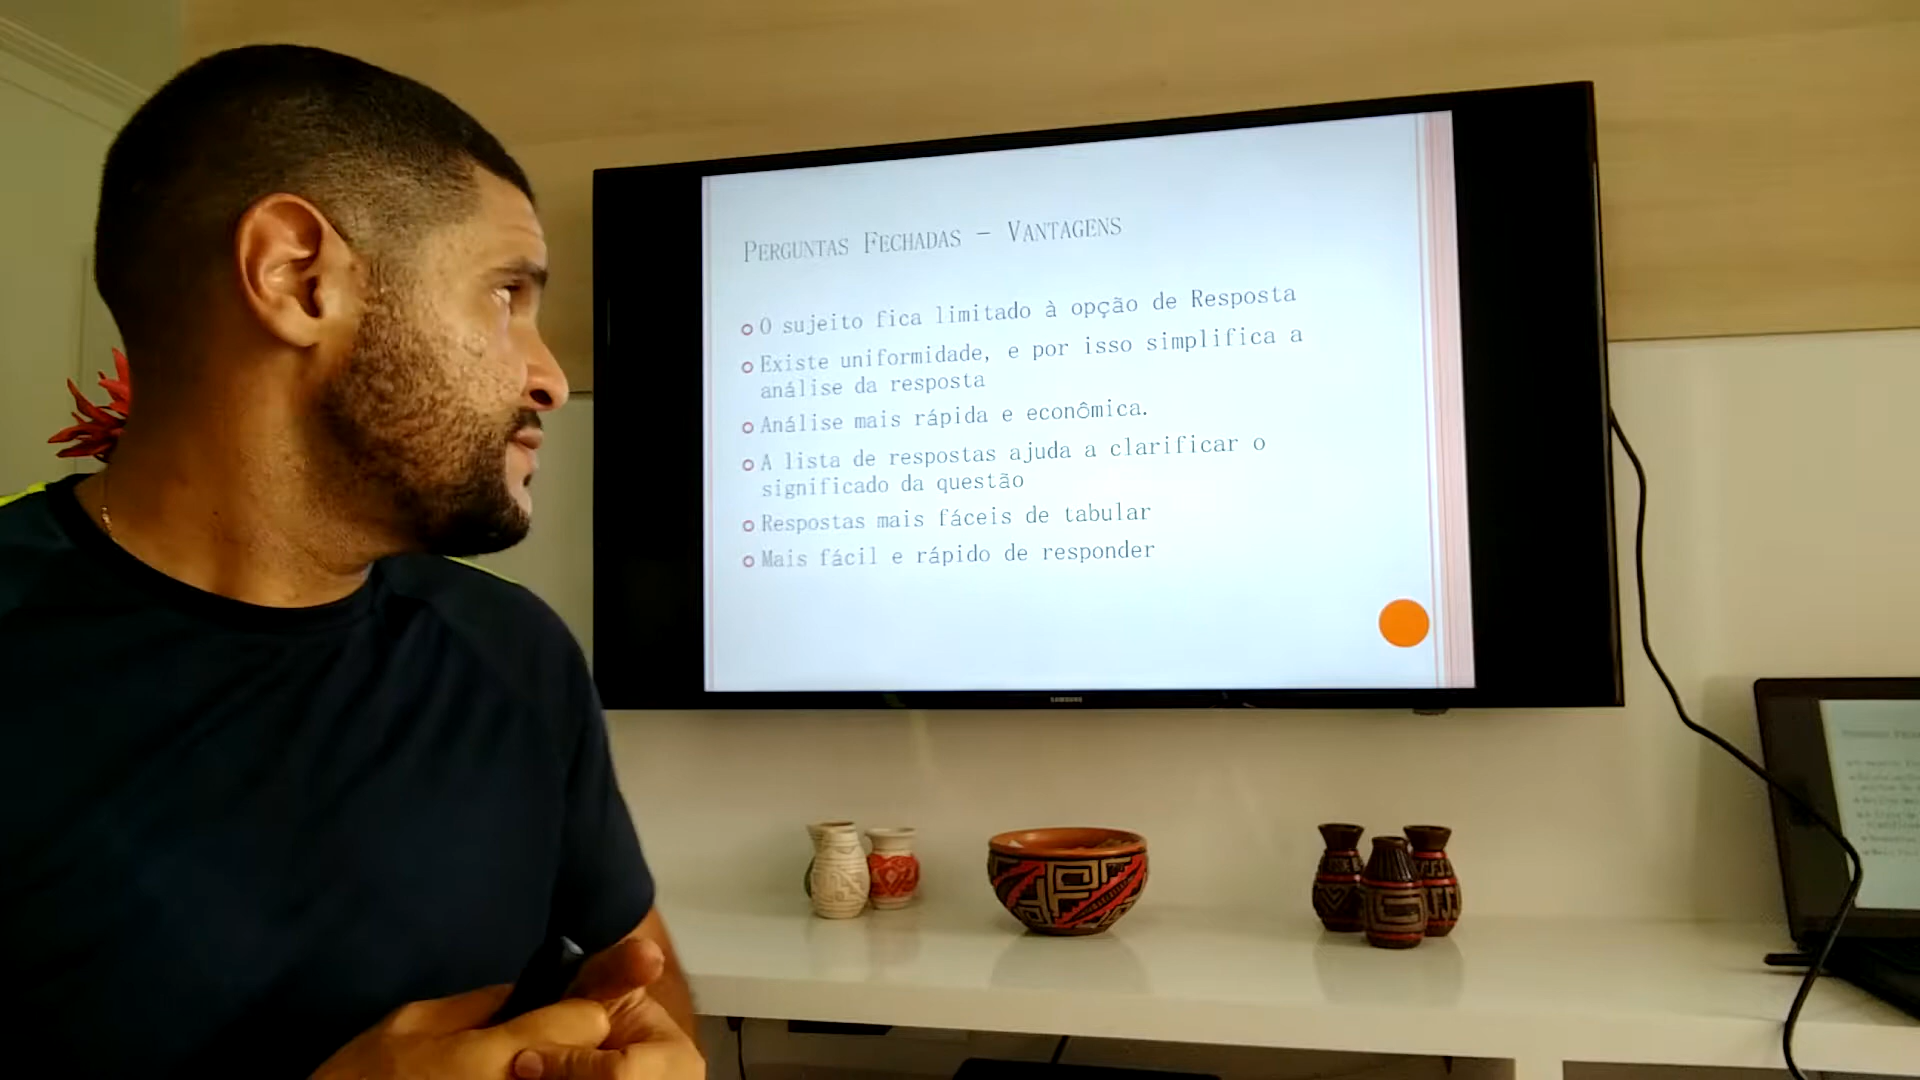 PERGUNTAS FECHADAS – VANTAGENS
O sujeito fica limitado à opção de Resposta
Existe uniformidade, e por isso simplifica a
análise da resposta
Análise mais rápida e econômica.
A lista de respostas ajuda a clarificar o
significado da questão
Respostas mais fáceis de tabular
Mais fácil e rápido de responder
SAMSUNG